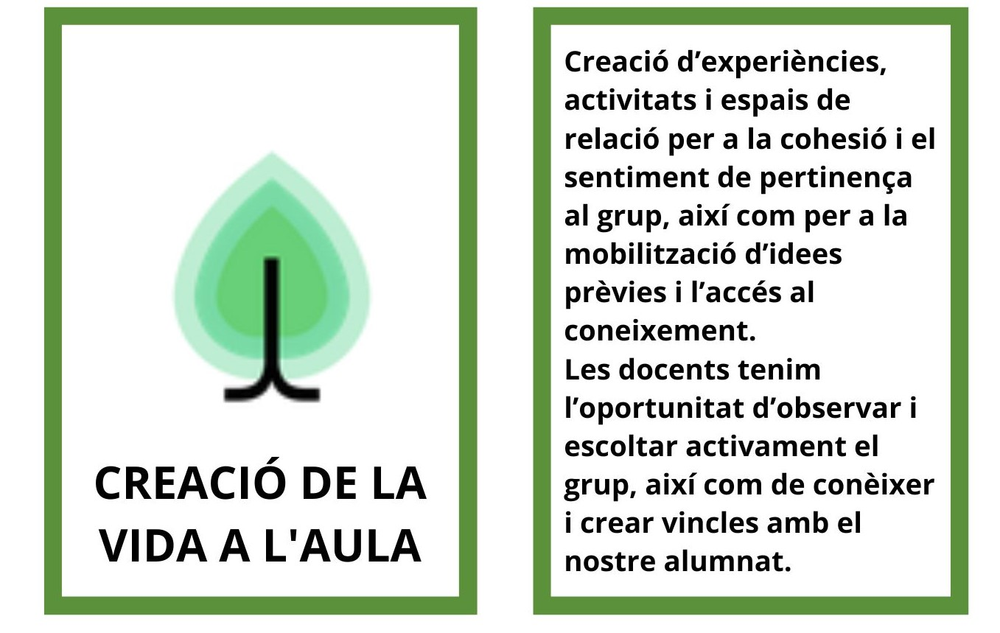 CREACIÓ DE LA
VIDA A L'AULA
Creació d’experiències,
activitats i espais de
relació per a la cohesió i el
sentiment de pertinença
al grup, així com per a la
mobilització d’idees
prèvies i l’accés al
coneixement.
Les docents tenim
l’oportunitat d’observar i
escoltar activament el
grup, així com de conèixer
i crear vincles amb el
nostre alumnat.